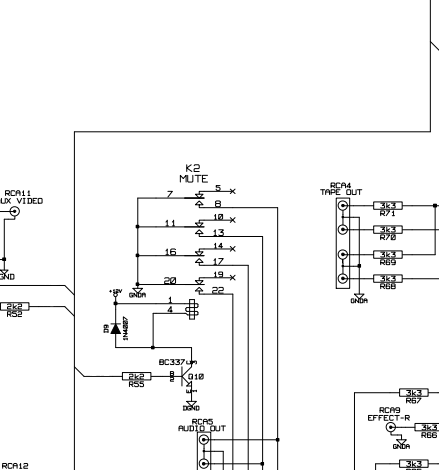 K2
MUTE
RCA11
UX VIDEO
GND
7
5
8
11
10
13
16
14
17
20
19
22
GNDA
+12V
1
4
D9
1N4007
2k2
R52
BC337
C
3
2k2
R55
B
Q10
E
1
DGND
RCA5
AUDIO OUT
RCA12
RCA4
TAPE OUT
3k3
R71
3k3
R70
3k3
R69
3k3
R68
GNDA
3k3
R67
RCA9
EFFECT-R
3k3
R66
GNDA
3k3